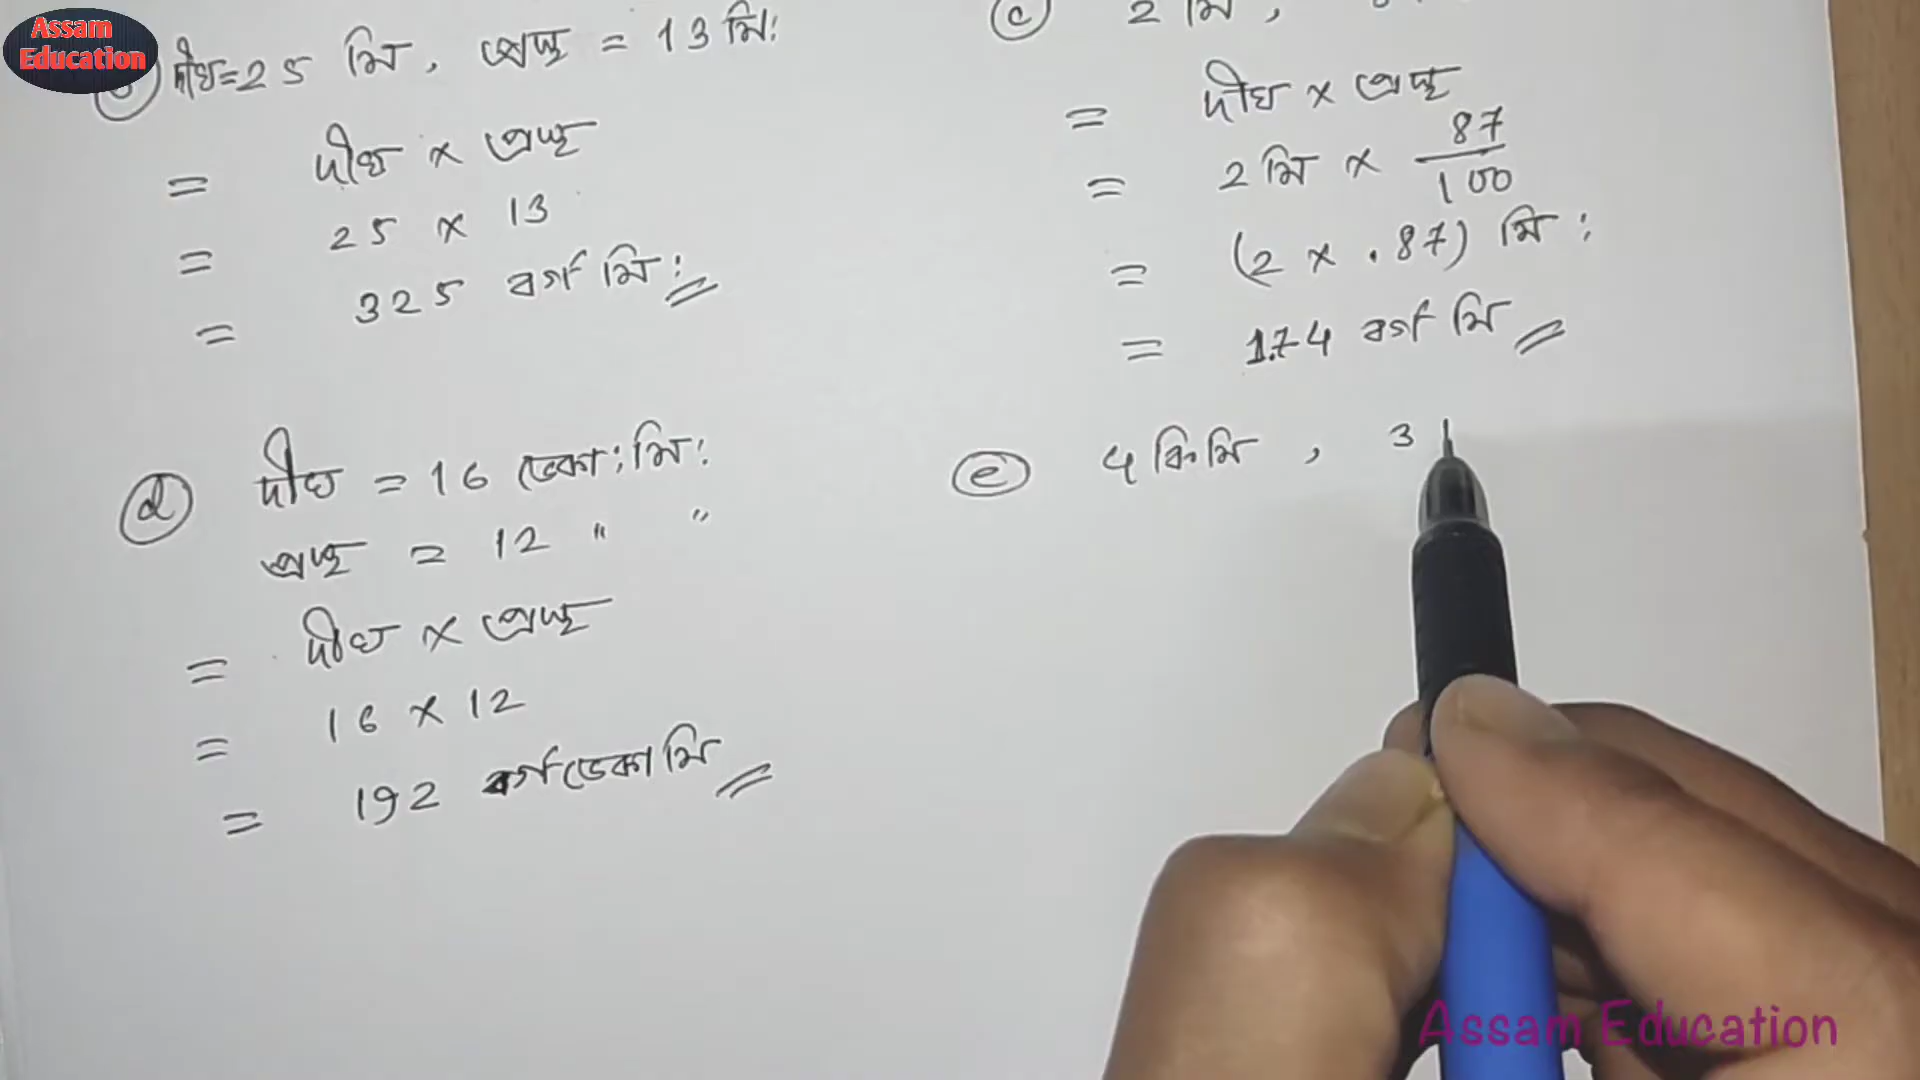 Assam
Education
দীঘ=25 মি, প্ৰস্থ = 13 মি:
= দীঘ × প্ৰস্থ
= 25 × 13
= 325 বৰ্গ মি:
ⓓ দীঘ = 16 ডেকা:মি:
প্ৰস্থ = 12 " "
= দীঘ × প্ৰস্থ
= 16 × 12
= 192 বৰ্গডেকামি
ⓒ 2 মি,
= দীঘ × প্ৰস্থ
= 2 মি × 87/100
= (2 × .87) মি:
= 1.74 বৰ্গ মি
ⓔ 4 কিমি , 3
Assam Education